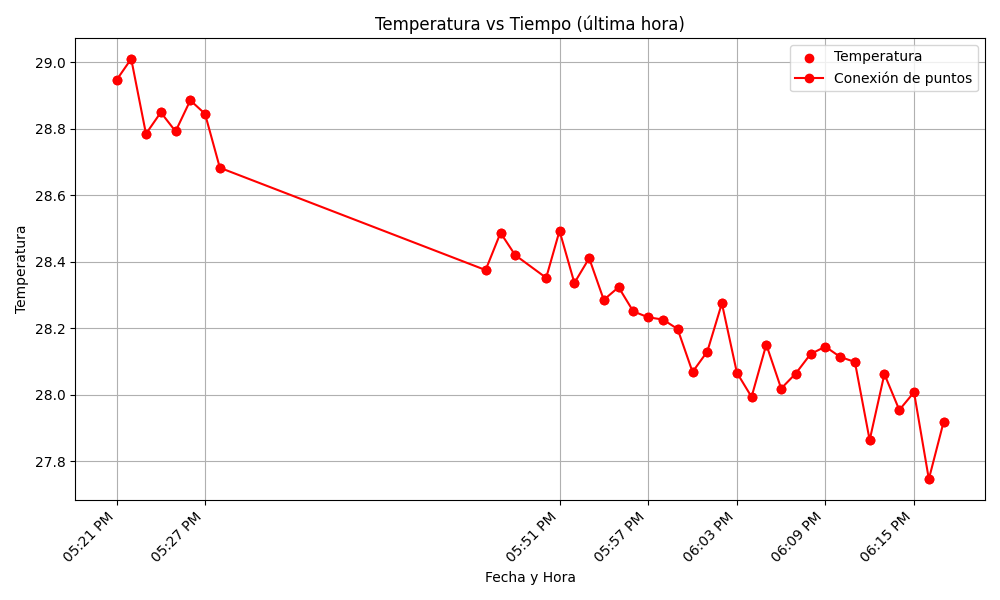 Temperatura vs Tiempo (última hora)
Temperatura
Conexión de puntos
29.0
28.8
28.6
28.4
28.2
28.0
27.8
Temperatura
05:21 PM
05:27 PM
05:51 PM
05:57 PM
06:03 PM
06:09 PM
06:15 PM
Fecha y Hora